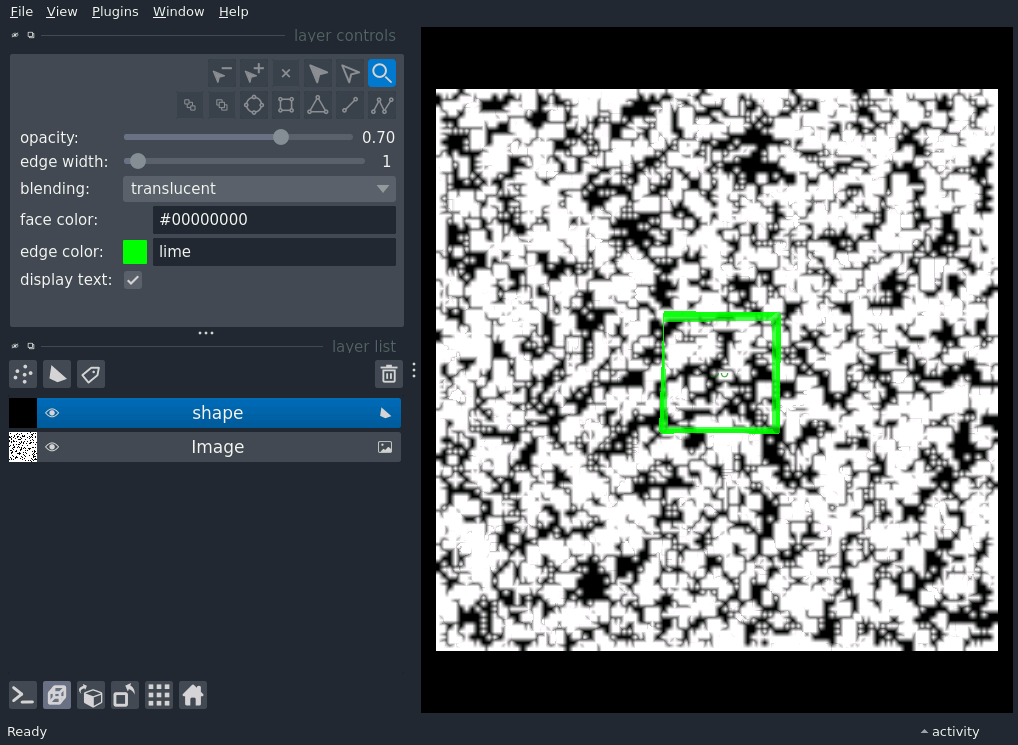 File View Plugins Window Help
layer controls
opacity: 0.70
edge width: 1
blending: translucent
face color: #00000000
edge color: lime
display text:
layer list
shape
Image
Ready
activity